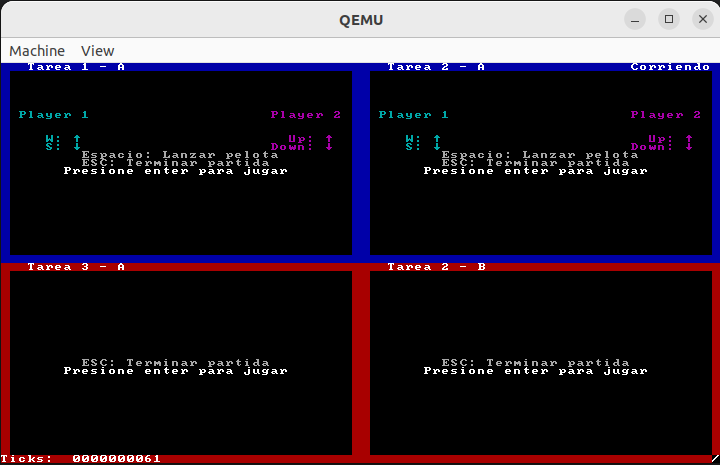 QEMU
Machine View
Tarea 1 - A
Player 1 Player 2
W: ↑ Up: ↑
S: ↓ Down: ↓
Espacio: Lanzar pelota
ESC: Terminar partida
Presione enter para jugar
Tarea 2 - A Corriendo
Player 1 Player 2
W: ↑ Up: ↑
S: ↓ Down: ↓
Espacio: Lanzar pelota
ESC: Terminar partida
Presione enter para jugar
Tarea 3 - A
ESC: Terminar partida
Presione enter para jugar
Tarea 2 - B
ESC: Terminar partida
Presione enter para jugar
Ticks: 0000000061